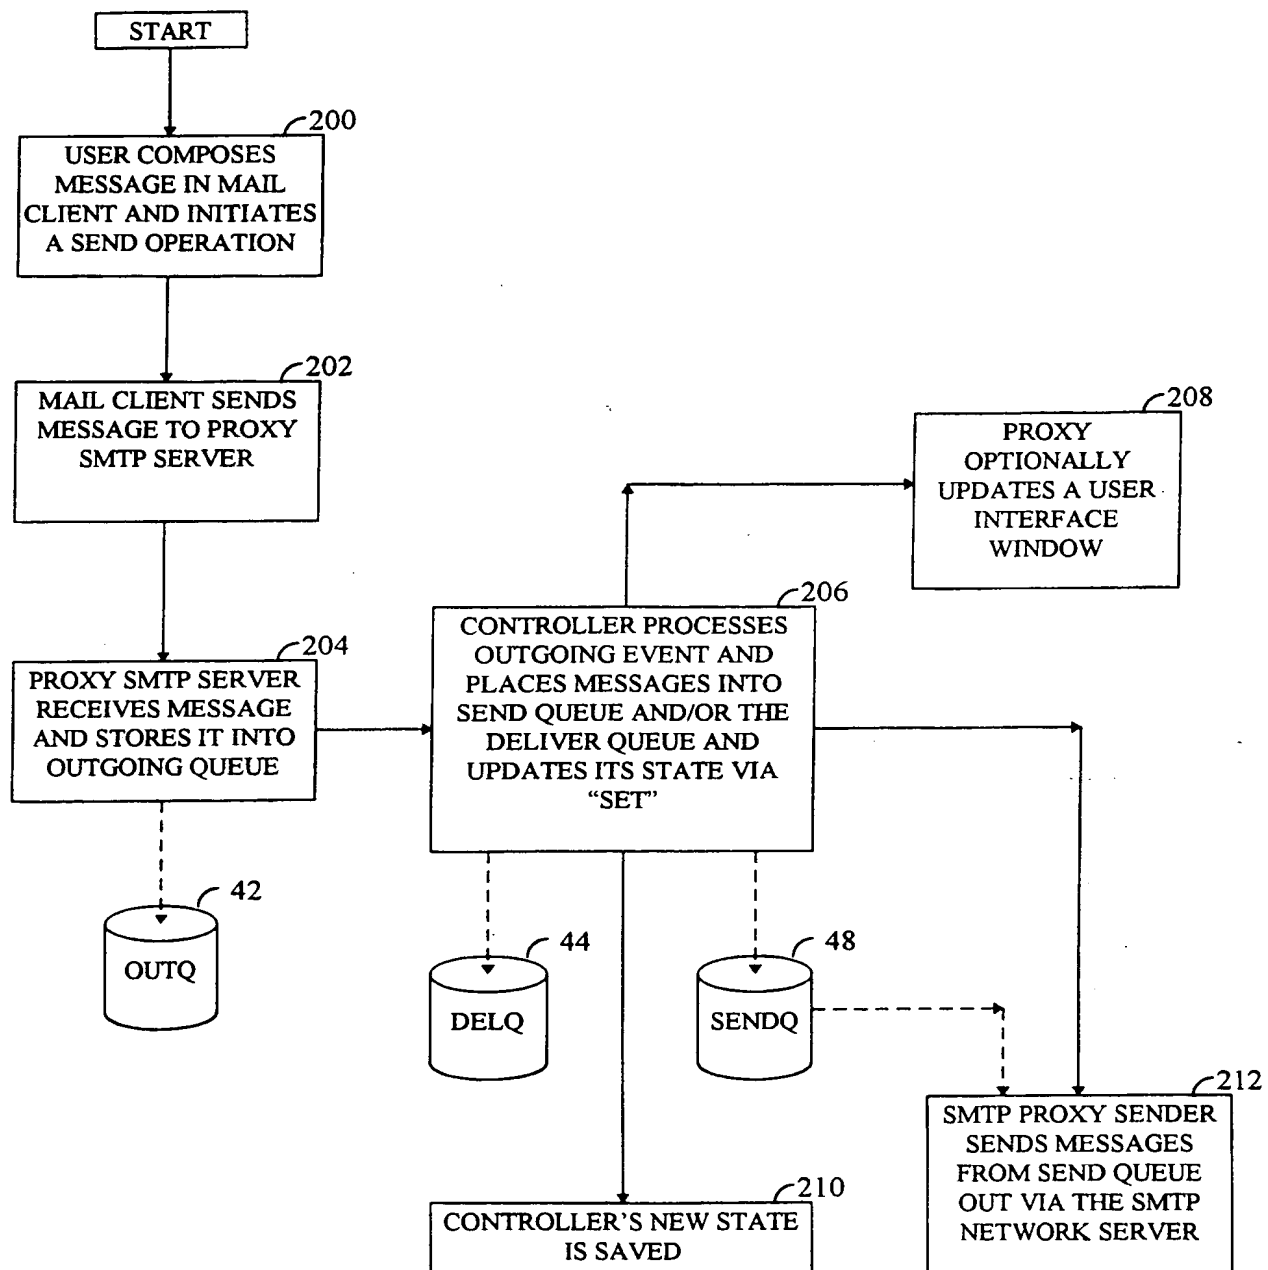 START
200
USER COMPOSES
MESSAGE IN MAIL
CLIENT AND INITIATES
A SEND OPERATION
202
MAIL CLIENT SENDS
MESSAGE TO PROXY
SMTP SERVER
208
PROXY
OPTIONALLY
UPDATES A USER
INTERFACE
WINDOW
204
PROXY SMTP SERVER
RECEIVES MESSAGE
AND STORES IT INTO
OUTGOING QUEUE
206
CONTROLLER PROCESSES
OUTGOING EVENT AND
PLACES MESSAGES INTO
SEND QUEUE AND/OR THE
DELIVER QUEUE AND
UPDATES ITS STATE VIA
“SET”
42
OUTQ
44
DELQ
48
SENDQ
212
SMTP PROXY SENDER
SENDS MESSAGES
FROM SEND QUEUE
OUT VIA THE SMTP
NETWORK SERVER
210
CONTROLLER’S NEW STATE
IS SAVED